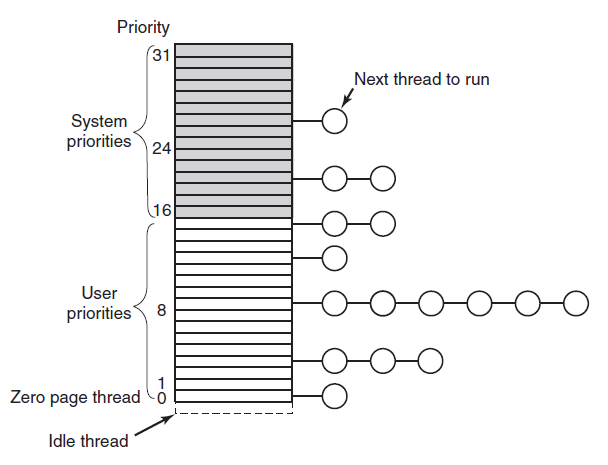 Priority
31
Next thread to run
System
priorities
24
16
User
priorities
8
1
Zero page thread 0
Idle thread